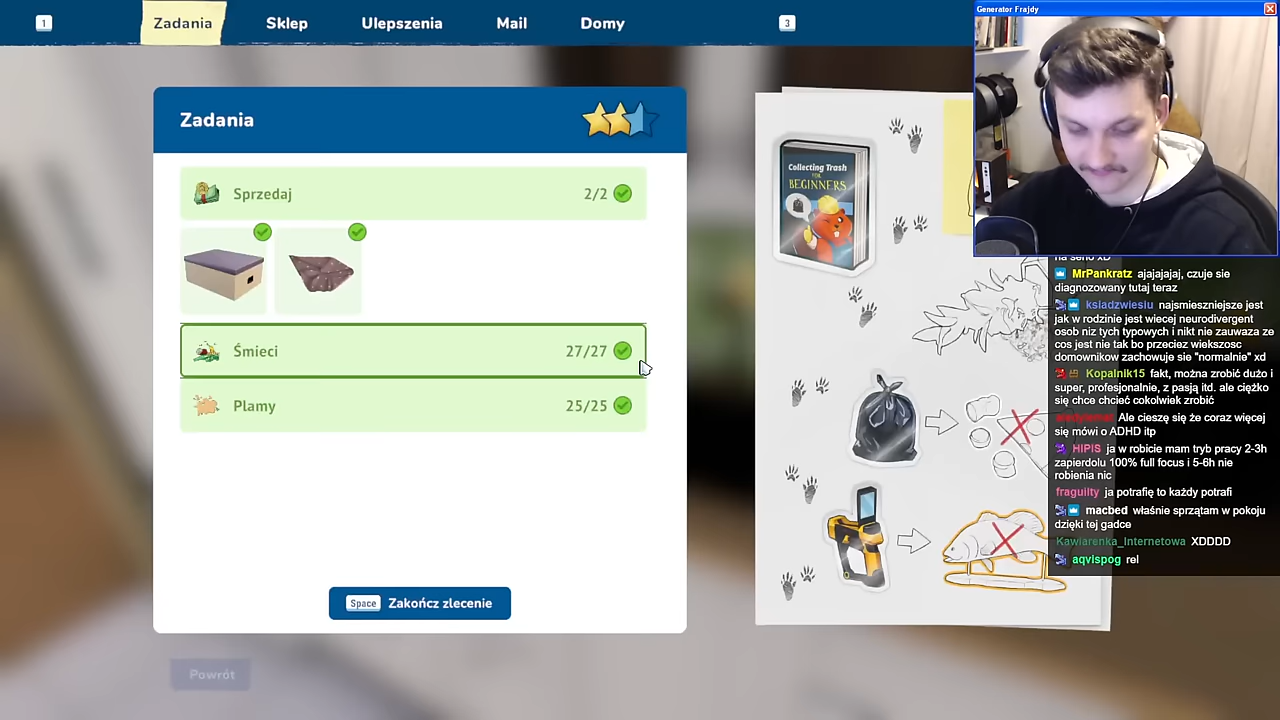 1
Zadania
Sklep
Ulepszenia
Mail
Domy
3
Generator Frajdy
Zadania
Sprzedaj
2/2
Śmieci
27/27
Plamy
25/25
Space Zakończ zlecenie
Powrót
Collecting Trash
FOR
BEGINNERS
na serio xD
MrPankratz ajajajajaj, czuje sie
diagnozowany tutaj teraz
ksiadzwiesiu najsmieszniejsze jest
jak w rodzinie jest wiecej neurodivergent
osob niz tych typowych i nikt nie zauwaza ze
cos jest nie tak bo przeciez wiekszosc
domownikow zachowuje sie "normalnie" xd
Kopalnik15 fakt, można zrobić dużo i
super, profesjonalnie, z pasją itd. ale ciężko
się chce chcieć cokolwiek zrobić
Ale cieszę się że coraz więcej
się mówi o ADHD itp
HIPiS ja w robicie mam tryb pracy 2-3h
zapierdolu 100% full focus i 5-6h nie
robienia nic
fraguiity ja potrafię to każdy potrafi
macbed właśnie sprzątam w pokoju
dzięki tej gadce
Kawiarenka_Internetowa XDDDD
aqvispog rel